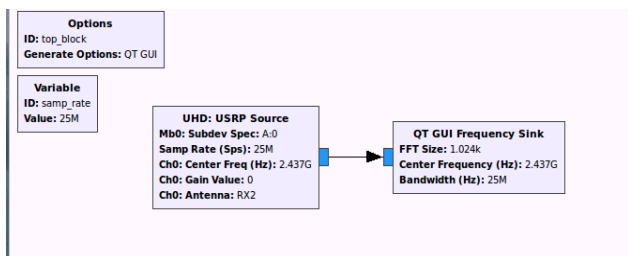 Options
ID: top_block
Generate Options: QT GUI
Variable
ID: samp_rate
Value: 25M
UHD: USRP Source
Mb0: Subdev Spec: A:0
Samp Rate (Sps): 25M
Ch0: Center Freq (Hz): 2.437G
Ch0: Gain Value: 0
Ch0: Antenna: RX2
QT GUI Frequency Sink
FFT Size: 1.024k
Center Frequency (Hz): 2.437G
Bandwidth (Hz): 25M